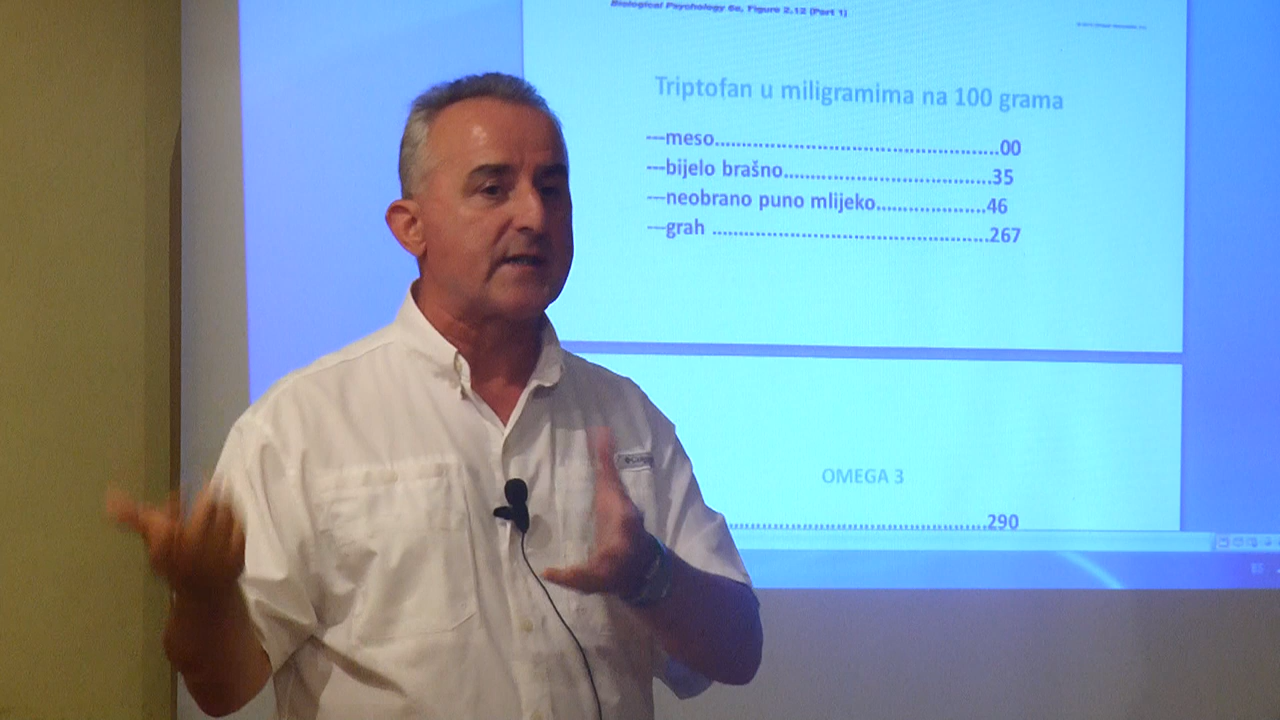 Biological Psychology 6e, Figure 2.12 (Part 1)
Triptofan u miligramima na 100 grama
---meso................................................00
---bijelo brašno...................................35
---neobrano puno mlijeko...................46
---grah ...............................................267
OMEGA 3
............................................290